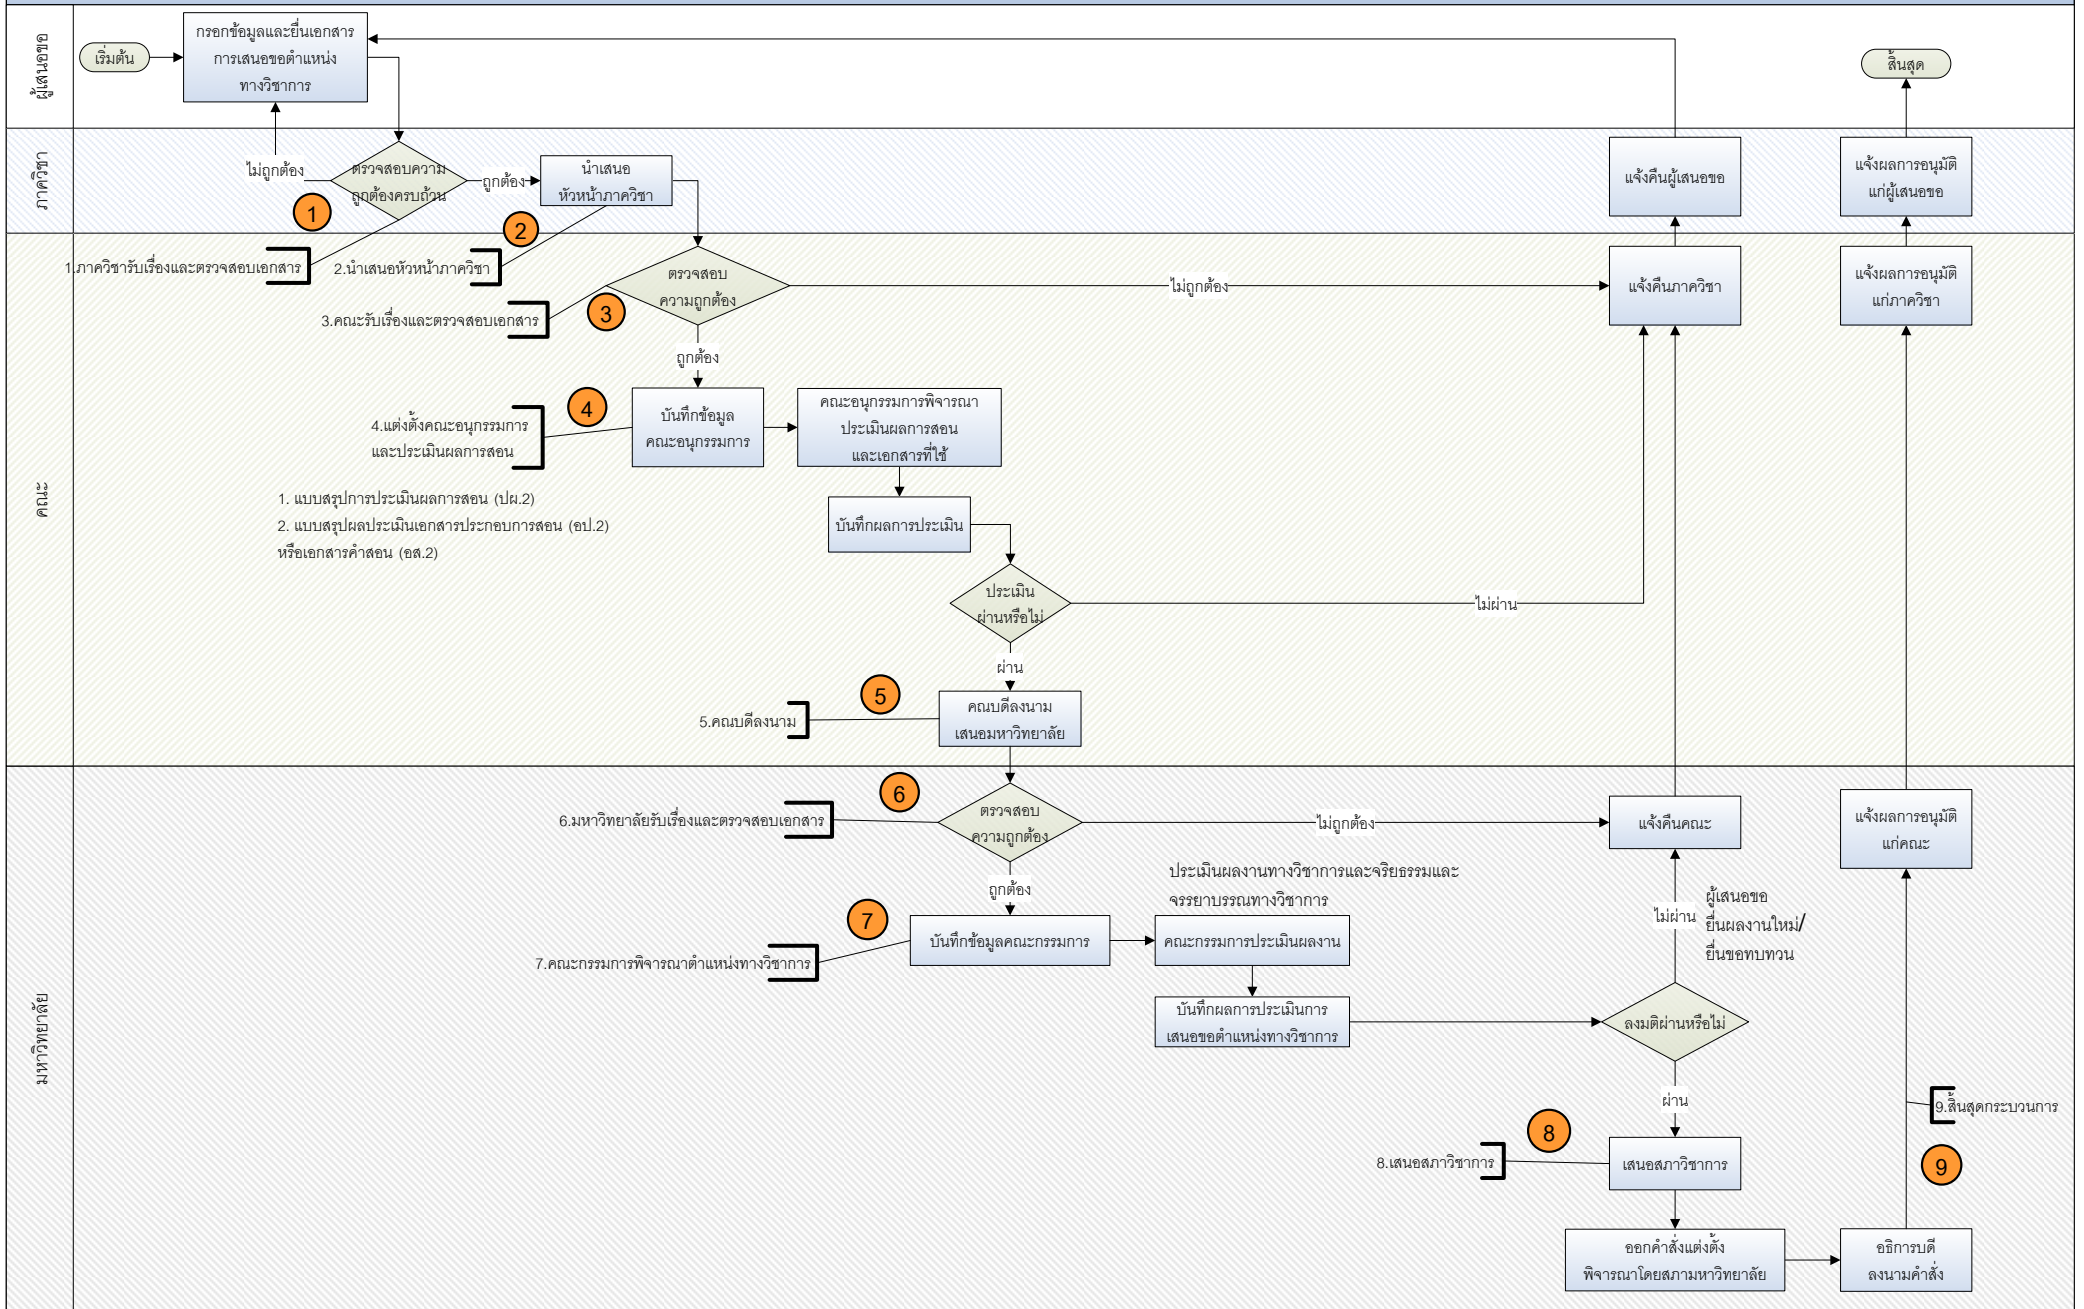 ผู้เสนอขอ
เริ่มต้น
กรอกข้อมูลและยื่นเอกสาร
การเสนอขอตำแหน่ง
ทางวิชาการ
สิ้นสุด
ภาควิชา
ไม่ถูกต้อง
ตรวจสอบความ
ถูกต้องครบถ้วน
ถูกต้อง
นำเสนอ
หัวหน้าภาควิชา
แจ้งคืนผู้เสนอขอ
แจ้งผลการอนุมัติ
แก่ผู้เสนอขอ
1
2
คณะ
1.ภาควิชารับเรื่องและตรวจสอบเอกสาร
2.นำเสนอหัวหน้าภาควิชา
ตรวจสอบ
ความถูกต้อง
ไม่ถูกต้อง
แจ้งคืนภาควิชา
แจ้งผลการอนุมัติ
แก่ภาควิชา
3
3.คณะรับเรื่องและตรวจสอบเอกสาร
ถูกต้อง
4
4.แต่งตั้งคณะอนุกรรมการ
และประเมินผลการสอน
บันทึกข้อมูล
คณะอนุกรรมการ
คณะอนุกรรมการพิจารณา
ประเมินผลการสอน
และเอกสารที่ใช้
1. แบบสรุปการประเมินผลการสอน (ปผ.2)
2. แบบสรุปผลประเมินเอกสารประกอบการสอน (อป.2)
หรือเอกสารคำสอน (อส.2)
บันทึกผลการประเมิน
ประเมิน
ผ่านหรือไม่
ไม่ผ่าน
ผ่าน
5
5.คณบดีลงนาม
คณบดีลงนาม
เสนอมหาวิทยาลัย
มหาวิทยาลัย
6
6.มหาวิทยาลัยรับเรื่องและตรวจสอบเอกสาร
ตรวจสอบ
ความถูกต้อง
ไม่ถูกต้อง
แจ้งคืนคณะ
แจ้งผลการอนุมัติ
แก่คณะ
ถูกต้อง
ประเมินผลงานทางวิชาการและจริยธรรมและ
จรรยาบรรณทางวิชาการ
ไม่ผ่าน
ผู้เสนอขอ
ยื่นผลงานใหม่/
ยื่นขอทบทวน
7
7.คณะกรรมการพิจารณาตำแหน่งทางวิชาการ
บันทึกข้อมูลคณะกรรมการ
คณะกรรมการประเมินผลงาน
บันทึกผลการประเมินการ
เสนอขอตำแหน่งทางวิชาการ
ลงมติผ่านหรือไม่
ผ่าน
9.สิ้นสุดกระบวนการ
8
8.เสนอสภาวิชาการ
เสนอสภาวิชาการ
9
ออกคำสั่งแต่งตั้ง
พิจารณาโดยสภามหาวิทยาลัย
อธิการบดี
ลงนามคำสั่ง